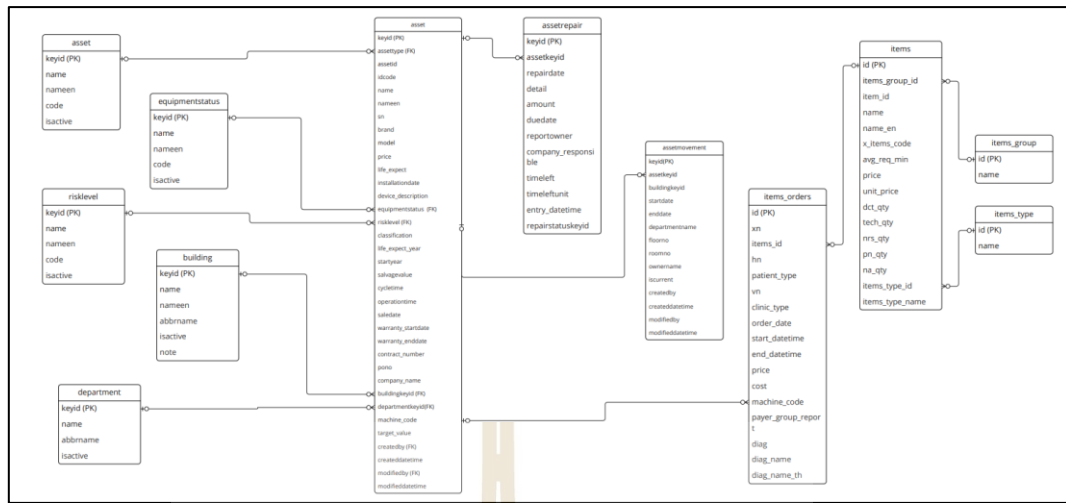 asset
keyid (PK)
name
nameen
code
isactive
equipmentstatus
keyid (PK)
name
nameen
code
isactive
risklevel
keyid (PK)
name
nameen
code
isactive
building
keyid (PK)
name
nameen
abbrname
isactive
note
department
keyid (PK)
name
abbrname
isactive
asset
keyid (PK)
assettype (FK)
assetid
idcode
name
nameen
sn
brand
model
price
life_expect
installationdate
device_description
equipmentstatus (FK)
risklevel (FK)
classification
life_expect_year
startyear
salvagevalue
cycletime
operationtime
saledate
warranty_startdate
warranty_enddate
contract_number
pono
company_name
buildingkeyid (FK)
departmentkeyid(FK)
machine_code
target_value
createdby (FK)
createddatetime
modifiedby (FK)
modifieddatetime
assetrepair
keyid (PK)
assetkeyid
repairdate
detail
amount
duedate
reportowner
company_responsi
ble
timeleft
timeleftunit
entry_datetime
repairstatuskeyid
assetmovement
keyid(PK)
assetkeyid
buildingkeyid
startdate
enddate
departmentname
floorno
roomno
ownername
iscurrent
createdby
createddatetime
modifiedby
modifieddatetime
items_orders
id (PK)
xn
items_id
hn
patient_type
vn
clinic_type
order_date
start_datetime
end_datetime
price
cost
machine_code
payer_group_repor
t
diag
diag_name
diag_name_th
items
id (PK)
items_group_id
item_id
name
name_en
x_items_code
avg_req_min
price
unit_price
dct_qty
tech_qty
nrs_qty
pn_qty
na_qty
items_type_id
items_type_name
items_group
id (PK)
name
items_type
id (PK)
name